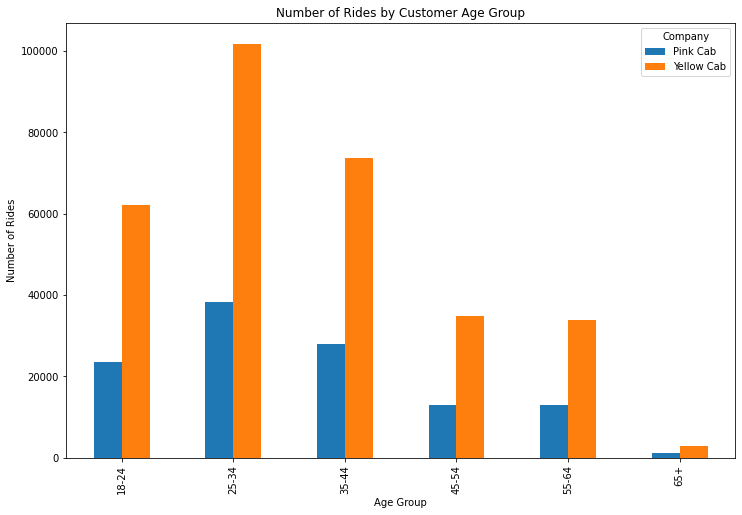 Number of Rides by Customer Age Group
Company
Pink Cab
Yellow Cab
100000
80000
60000
40000
20000
0
Number of Rides
18-24
25-34
35-44
45-54
55-64
65+
Age Group